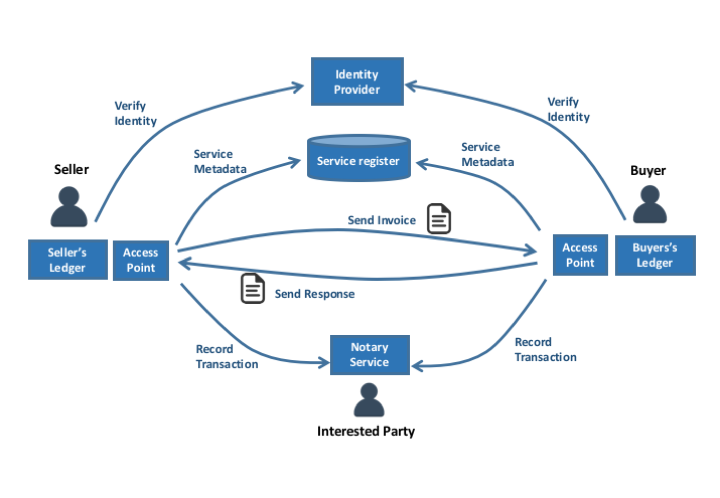 Identity
Provider
Verify
Identity
Verify
Identity
Service
Metadata
Service register
Service
Metadata
Seller
Buyer
Send Invoice
Seller's
Ledger
Access
Point
Access
Point
Buyers's
Ledger
Send Response
Record
Transaction
Notary
Service
Record
Transaction
Interested Party